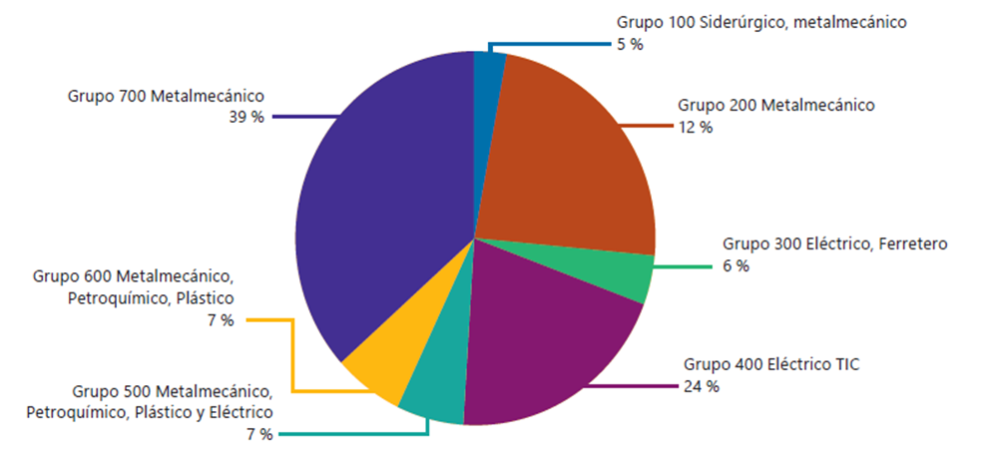 Grupo 100 Siderúrgico, metalmecánico
5 %
Grupo 700 Metalmecánico
39 %
Grupo 200 Metalmecánico
12 %
Grupo 300 Eléctrico, Ferretero
6 %
Grupo 600 Metalmecánico,
Petroquímico, Plástico
7 %
Grupo 400 Eléctrico TIC
24 %
Grupo 500 Metalmecánico,
Petroquímico, Plástico y Eléctrico
7 %